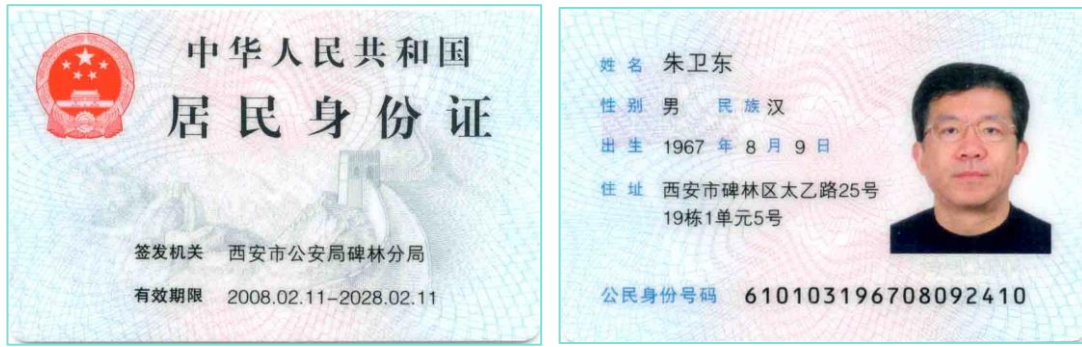 中华人民共和国
居民身份证
签发机关 西安市公安局碑林分局
有效期限 2008.02.11-2028.02.11
姓名 朱卫东
性别 男 民族 汉
出生 1967 年 8 月 9 日
住址 西安市碑林区太乙路25号
19栋1单元5号
公民身份号码 610103196708092410